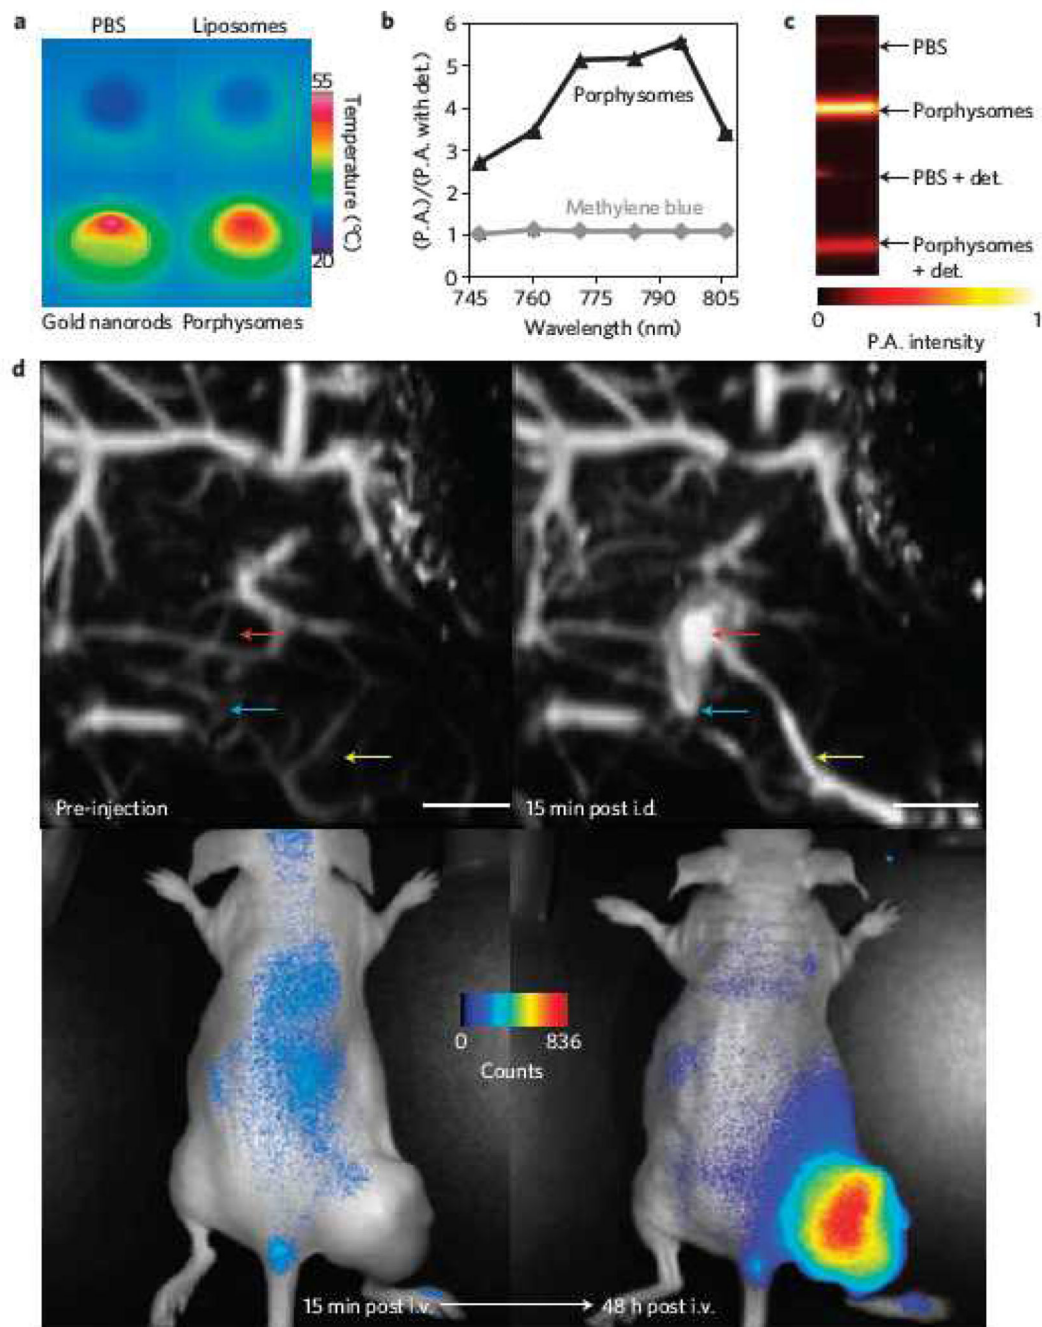 a
PBS
Liposomes
55
Temperature (°C)
20
Gold nanorods
Porphysomes
b
(P.A.)/(P.A. with det.)
6
5
4
3
2
1
0
Porphysomes
Methylene blue
745 760 775 790 805
Wavelength (nm)
c
PBS
Porphysomes
PBS + det.
Porphysomes
+ det.
0 1
P.A. intensity
d
Pre-injection
15 min post i.d.
0 836
Counts
15 min post i.v.
48 h post i.v.